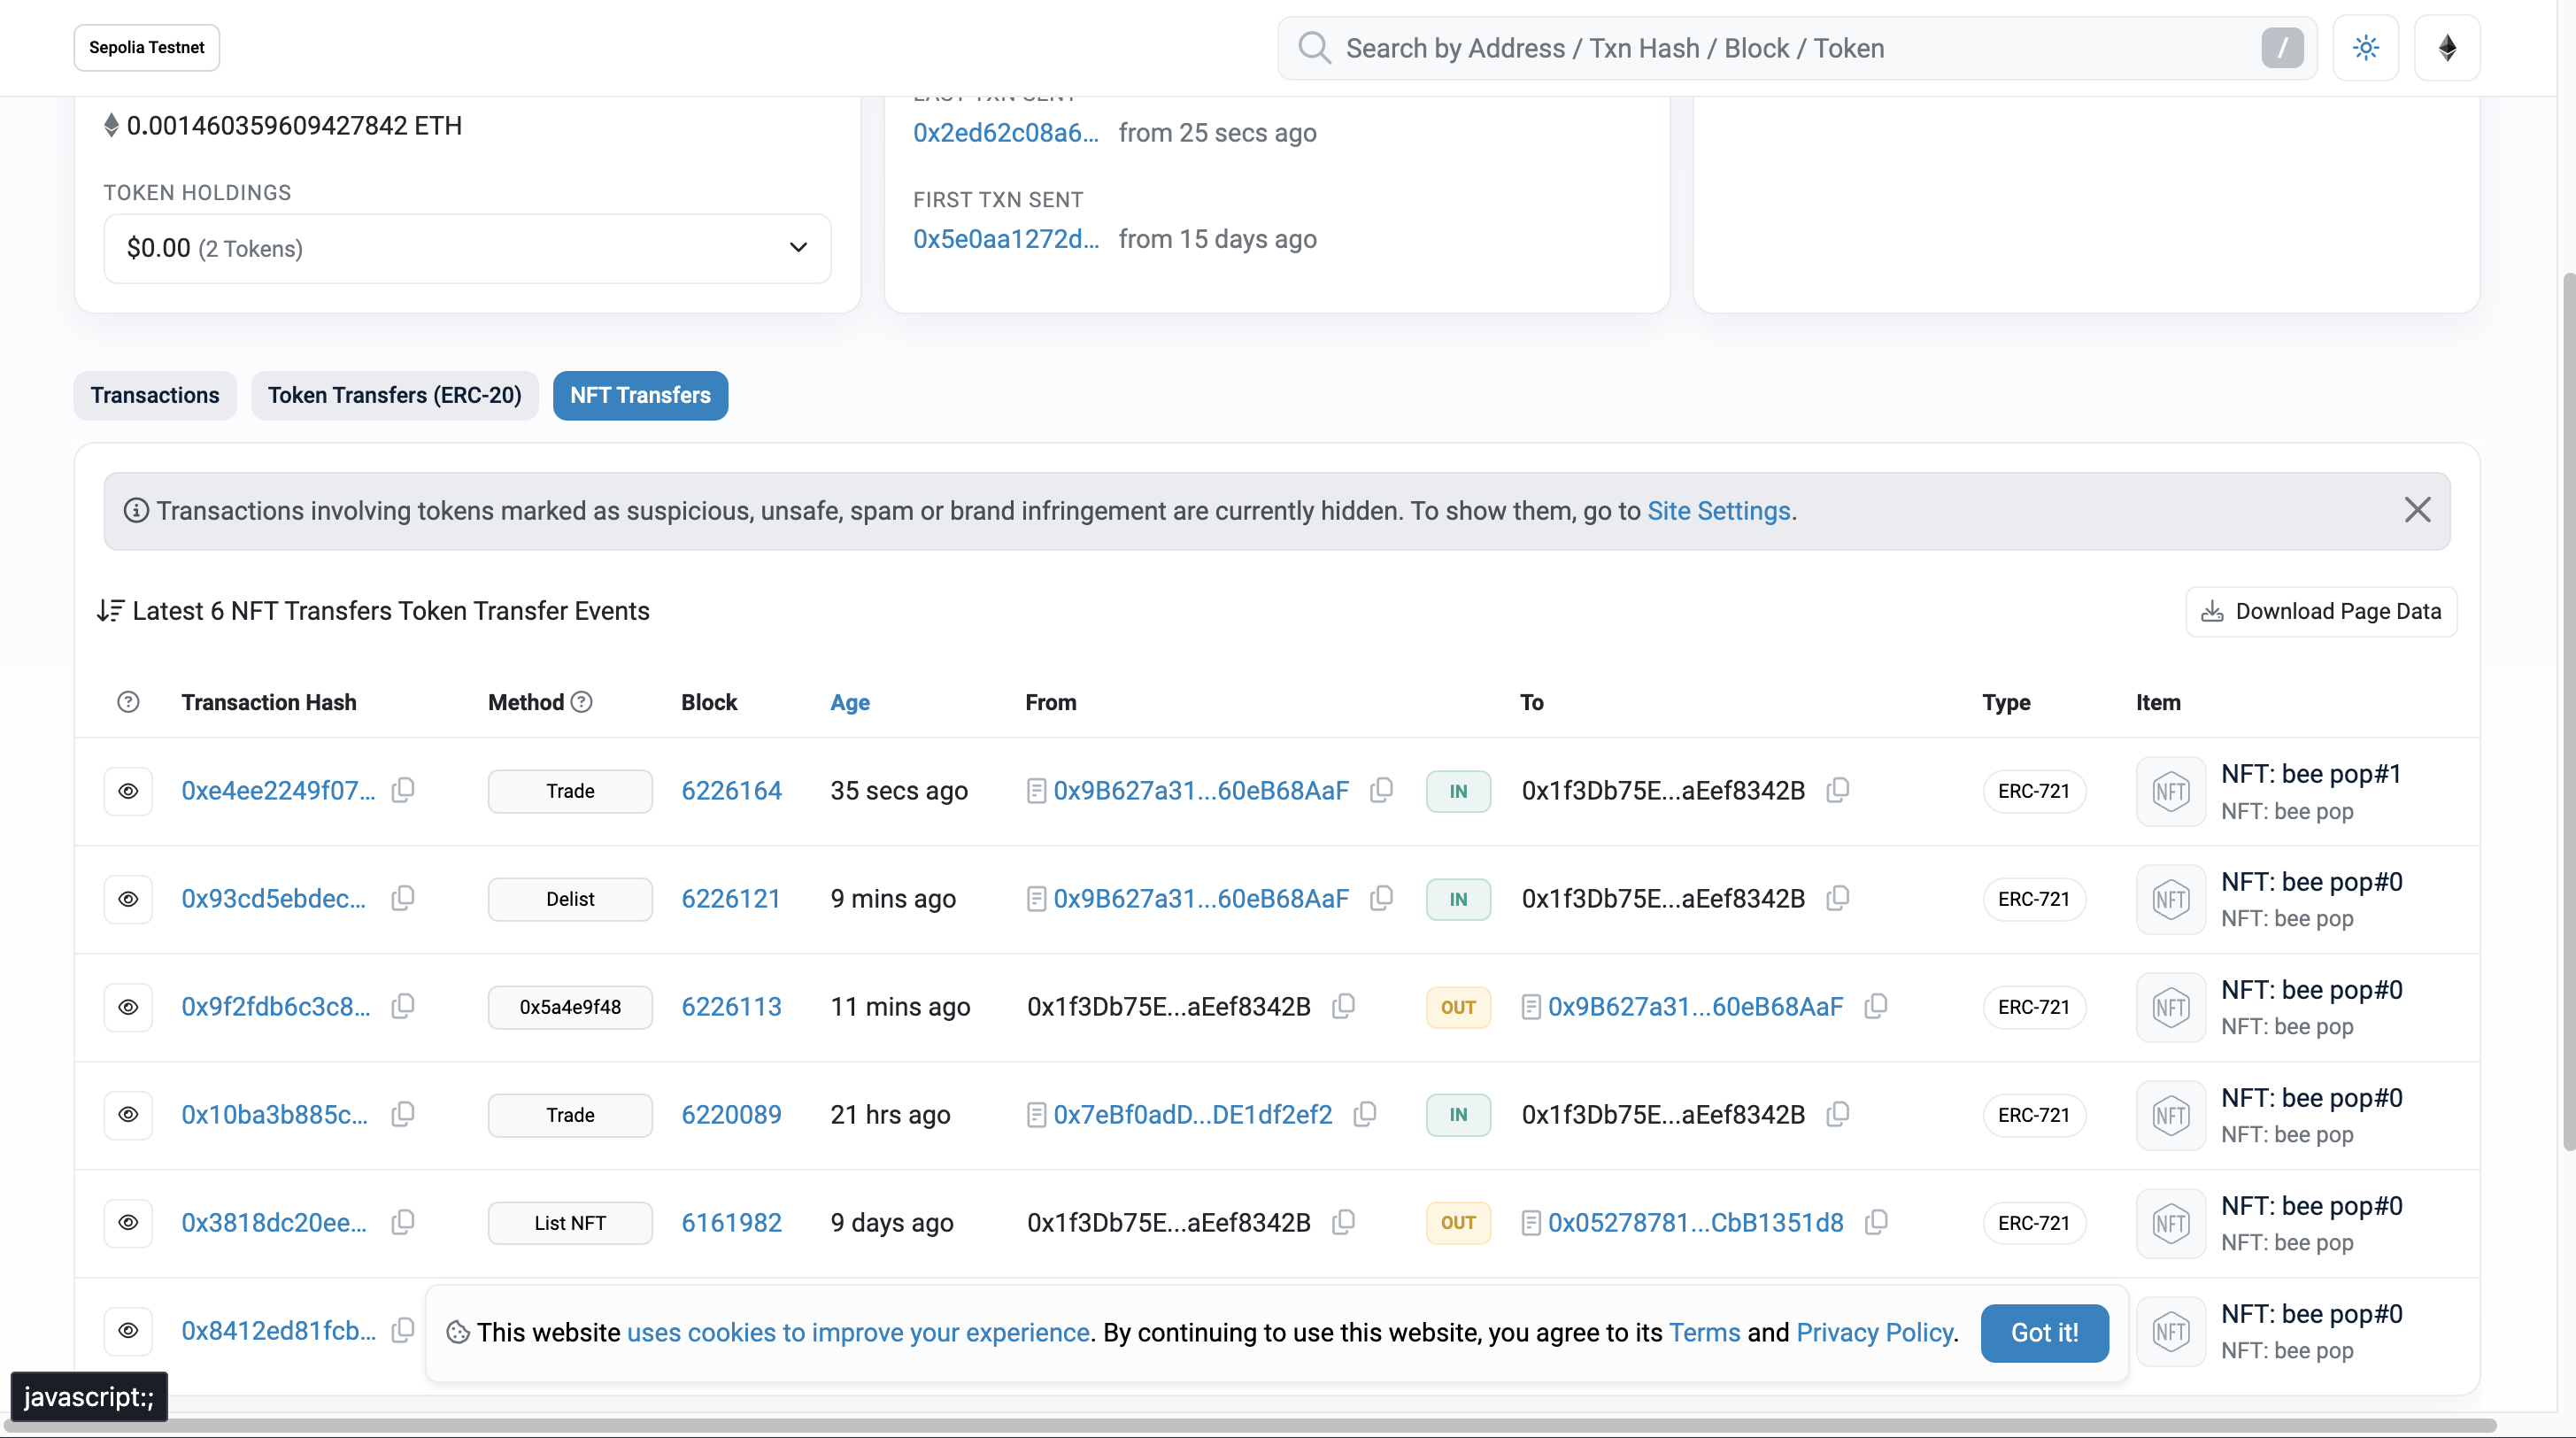 Sepolia Testnet
Search by Address / Txn Hash / Block / Token
/
0.001460359609427842 ETH
TOKEN HOLDINGS
$0.00 (2 Tokens)
LAST TXN SENT
0x2ed62c08a6... from 25 secs ago
FIRST TXN SENT
0x5e0aa1272d... from 15 days ago
Transactions
Token Transfers (ERC-20)
NFT Transfers
Transactions involving tokens marked as suspicious, unsafe, spam or brand infringement are currently hidden. To show them, go to Site Settings.
Latest 6 NFT Transfers Token Transfer Events
Download Page Data
Transaction Hash Method Block Age From To Type Item
0xe4ee2249f07... Trade 6226164 35 secs ago 0x9B627a31...60eB68AaF IN 0x1f3Db75E...aEef8342B ERC-721 NFT NFT: bee pop#1
NFT: bee pop
0x93cd5ebdec... Delist 6226121 9 mins ago 0x9B627a31...60eB68AaF IN 0x1f3Db75E...aEef8342B ERC-721 NFT NFT: bee pop#0
NFT: bee pop
0x9f2fdb6c3c8... 0x5a4e9f48 6226113 11 mins ago 0x1f3Db75E...aEef8342B OUT 0x9B627a31...60eB68AaF ERC-721 NFT NFT: bee pop#0
NFT: bee pop
0x10ba3b885c... Trade 6220089 21 hrs ago 0x7eBf0adD...DE1df2ef2 IN 0x1f3Db75E...aEef8342B ERC-721 NFT NFT: bee pop#0
NFT: bee pop
0x3818dc20ee... List NFT 6161982 9 days ago 0x1f3Db75E...aEef8342B OUT 0x05278781...CbB1351d8 ERC-721 NFT NFT: bee pop#0
NFT: bee pop
0x8412ed81fcb... NFT NFT: bee pop#0
NFT: bee pop
This website uses cookies to improve your experience. By continuing to use this website, you agree to its Terms and Privacy Policy.
Got it!
javascript:;